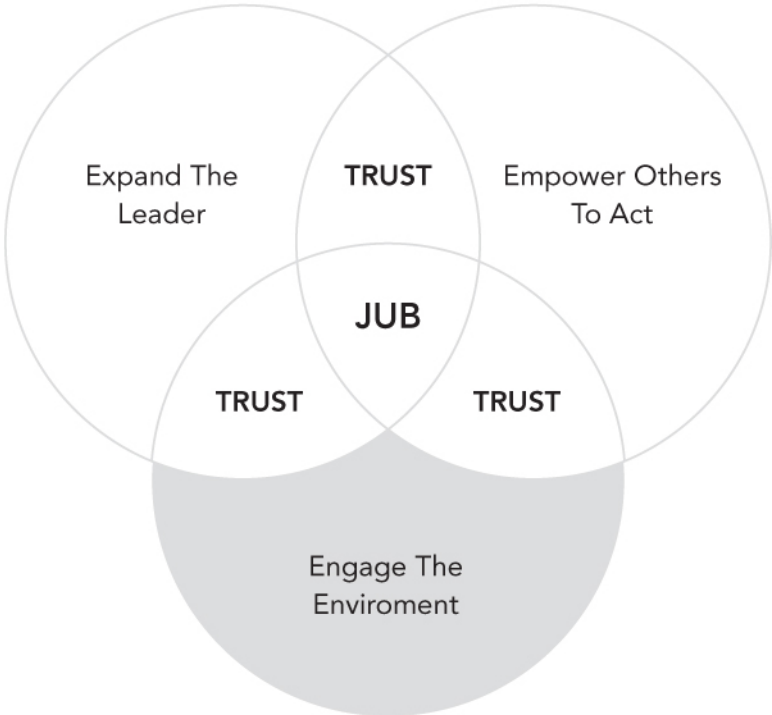 Expand The
Leader
TRUST
Empower Others
To Act
JUB
TRUST
TRUST
Engage The
Enviroment